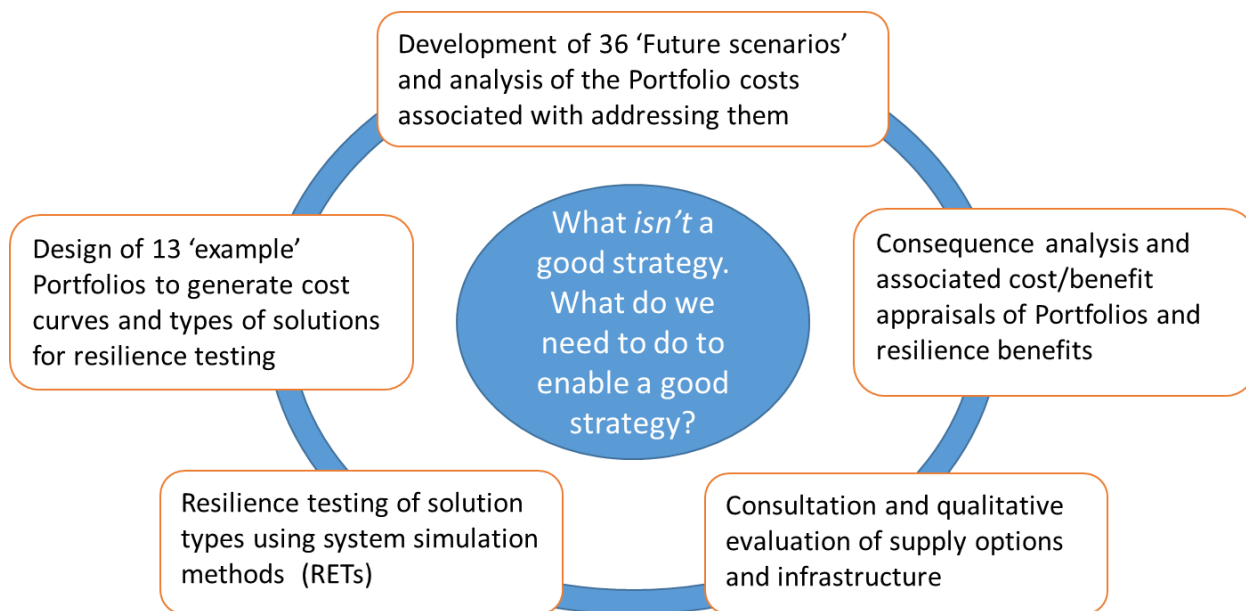 Development of 36 ‘Future scenarios’
and analysis of the Portfolio costs
associated with addressing them
Design of 13 ‘example’
Portfolios to generate cost
curves and types of solutions
for resilience testing
What isn’t a
good strategy.
What do we
need to do to
enable a good
strategy?
Consequence analysis and
associated cost/benefit
appraisals of Portfolios and
resilience benefits
Resilience testing of solution
types using system simulation
methods (RETs)
Consultation and qualitative
evaluation of supply options
and infrastructure